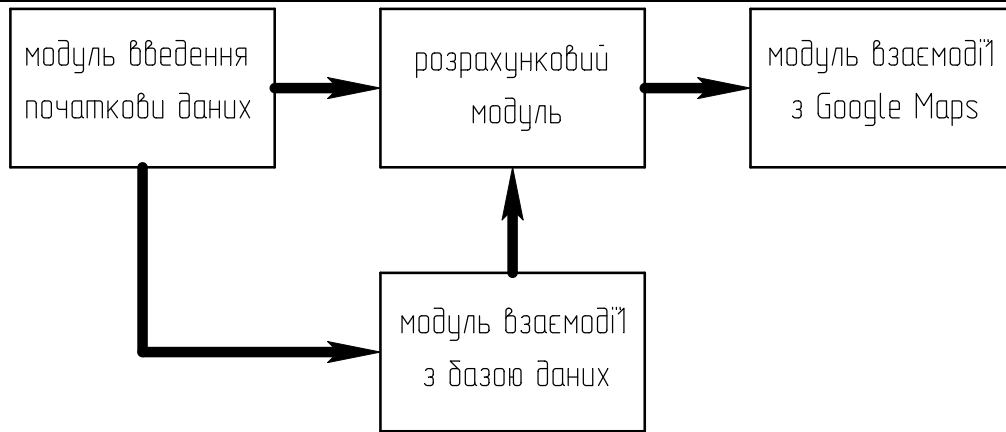 модуль введення
початкови даних
розрахунковий
модуль
модуль взаємодії
з Google Maps
модуль взаємодії
з базою даних